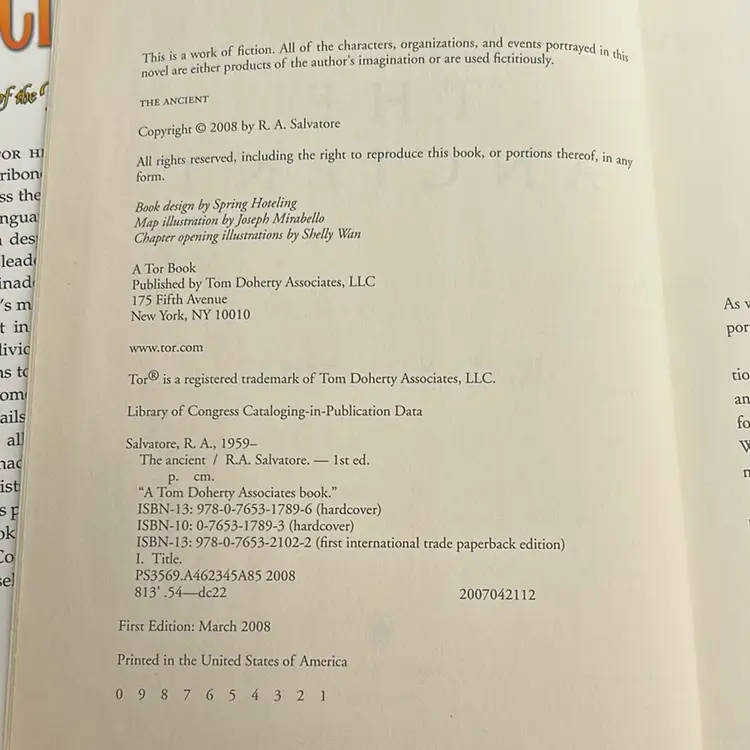 This is a work of fiction. All of the characters, organizations, and events portrayed in this
novel are either products of the author's imagination or are used fictitiously.
THE ANCIENT
Copyright © 2008 by R. A. Salvatore
All rights reserved, including the right to reproduce this book, or portions thereof, in any
form.
Book design by Spring Hoteling
Map illustration by Joseph Mirabello
Chapter opening illustrations by Shelly Wan
A Tor Book
Published by Tom Doherty Associates, LLC
175 Fifth Avenue
New York, NY 10010
www.tor.com
Tor® is a registered trademark of Tom Doherty Associates, LLC.
Library of Congress Cataloging-in-Publication Data
Salvatore, R. A., 1959–
The ancient / R.A. Salvatore. — 1st ed.
p. cm.
"A Tom Doherty Associates book."
ISBN-13: 978-0-7653-1789-6 (hardcover)
ISBN-10: 0-7653-1789-3 (hardcover)
ISBN-13: 978-0-7653-2102-2 (first international trade paperback edition)
I. Title.
PS3569.A462345A85 2008
813'.54—dc22 2007042112
First Edition: March 2008
Printed in the United States of America
0 9 8 7 6 5 4 3 2 1
of the
As